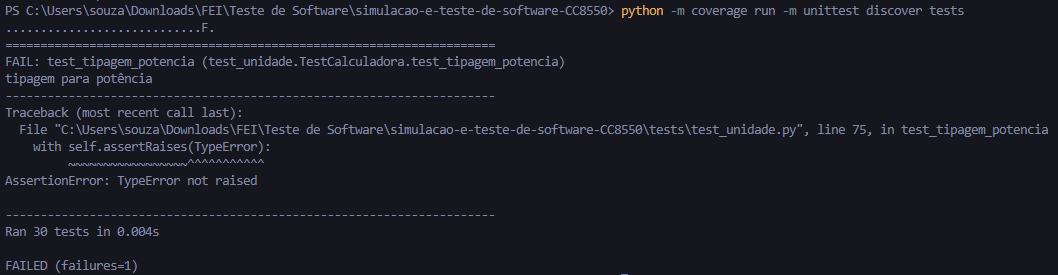 PS C:\Users\souza\Downloads\FEI\Teste de Software\simulacao-e-teste-de-software-CC8550> python -m coverage run -m unittest discover tests
............................F.
======================================================================
FAIL: test_tipagem_potencia (test_unidade.TestCalculadora.test_tipagem_potencia)
tipagem para potência
----------------------------------------------------------------------
Traceback (most recent call last):
  File "C:\Users\souza\Downloads\FEI\Teste de Software\simulacao-e-teste-de-software-CC8550\tests\test_unidade.py", line 75, in test_tipagem_potencia
    with self.assertRaises(TypeError):
         ~~~~~~~~~~~~~~~~~^^^^^^^^^^^
AssertionError: TypeError not raised

----------------------------------------------------------------------
Ran 30 tests in 0.004s

FAILED (failures=1)